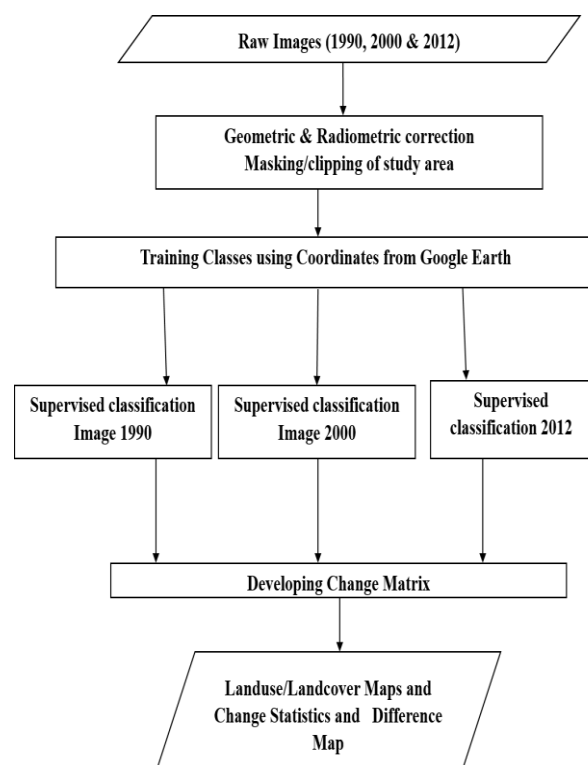 Raw Images (1990, 2000 & 2012)
Geometric & Radiometric correction
Masking/clipping of study area
Training Classes using Coordinates from Google Earth
Supervised classification
Image 1990
Supervised classification
Image 2000
Supervised
classification 2012
Developing Change Matrix
Landuse/Landcover Maps and
Change Statistics and Difference
Map